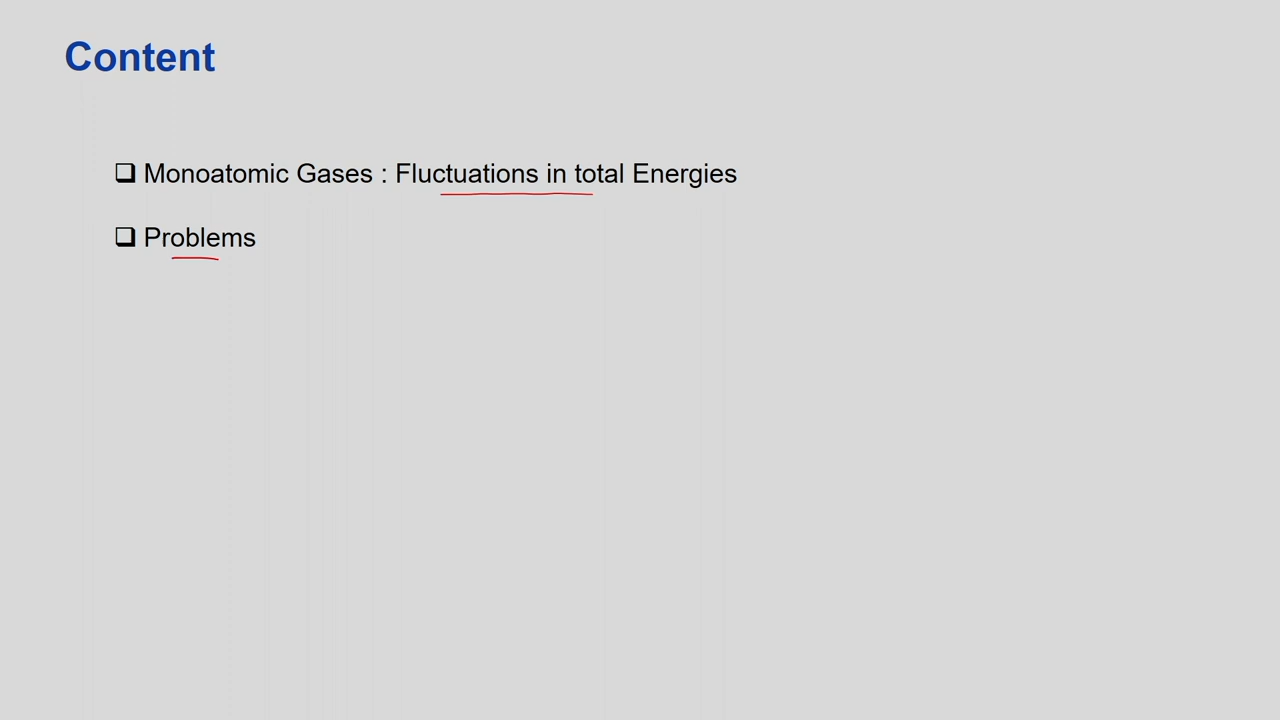 Content
❑ Monoatomic Gases : Fluctuations in total Energies
❑ Problems